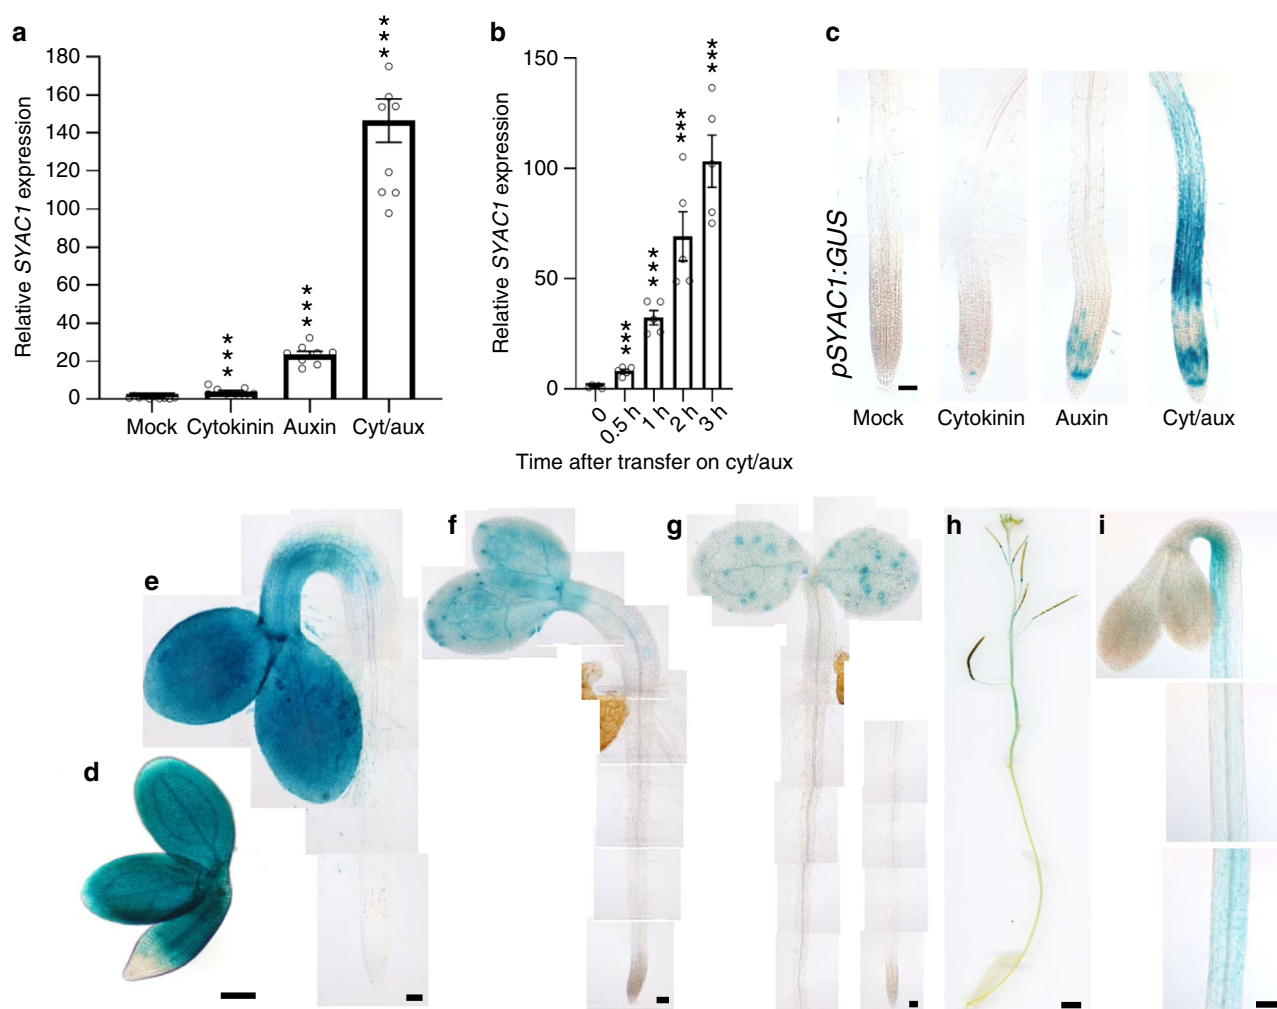 a
Relative SYAC1 expression
180
160
140
120
100
80
60
40
20
0
***
***
***
Mock Cytokinin Auxin Cyt/aux
b
Relative SYAC1 expression
150
100
50
0
***
***
***
***
0 0.5 h 1 h 2 h 3 h
Time after transfer on cyt/aux
c
pSYAC1:GUS
Mock Cytokinin Auxin Cyt/aux
d
e
f
g
h
i